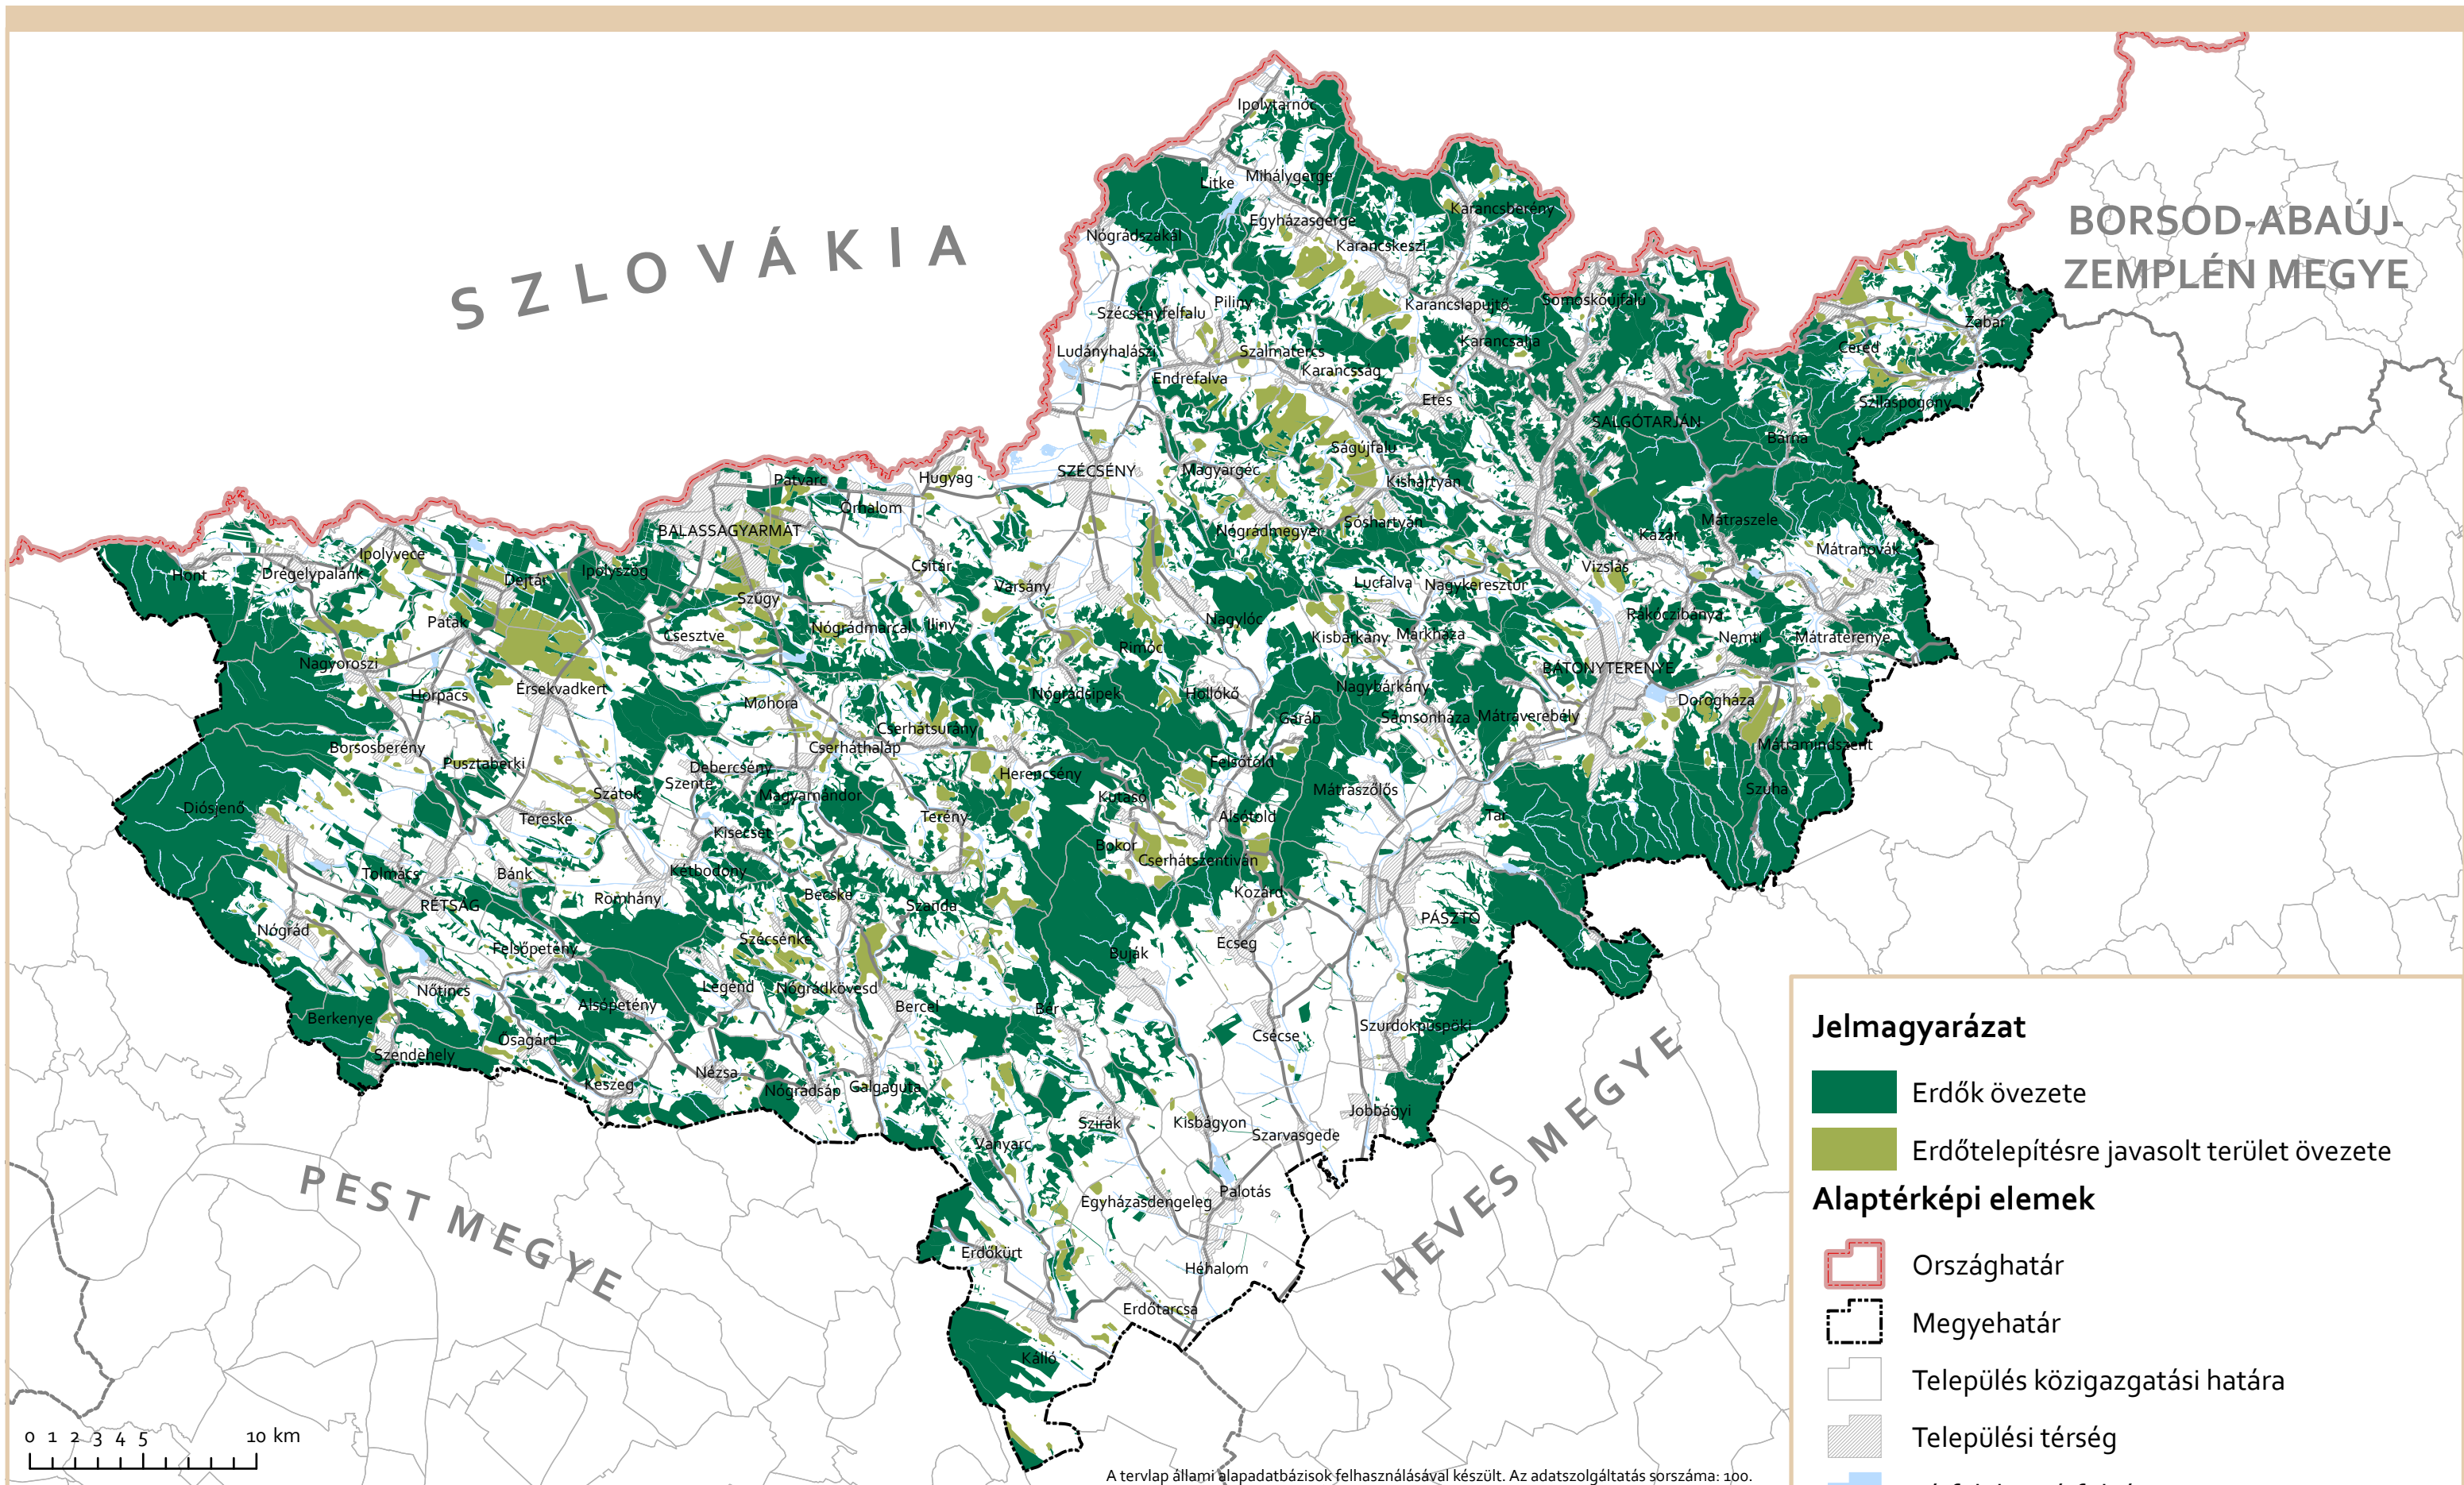 SZLOVÁKIA
BORSOD-ABAÚJ-
ZEMPLÉN MEGYE
PEST MEGYE
HEVES MEGYE
Ipolytarnóc
Litke
Mihálygerge
Egyházasgerge
Karancsberény
Nógrádszakál
Karancskeszi
Piliny
Karancslapujtő
Somoskőújfalu
Szécsényfelfalu
Zabar
Ludányhalászi
Szalmatercs
Karancsalja
Cered
Endrefalva
Karancsság
Etes
Szilaspogony
SALGÓTARJÁN
Bárna
Ságújfalu
SZÉCSÉNY
Magyargéc
Kishartyán
Hugyag
Patvarc
Őrhalom
Sóshartyán
Mátraszele
BALASSAGYARMAT
Nógrádmegyer
Kazár
Mátranovák
Ipolyvece
Hont
Drégelypalánk
Dejtár
Ipolyszög
Csitár
Varsány
Lucfalva
Nagykeresztúr
Vizslás
Szügy
Patak
Csesztve
Nógrádmarcal
Iliny
Nagylóc
Rákóczibánya
Kisbárkány
Márkháza
Nemti
Mátraterenye
Rimóc
Nagyoroszi
BÁTONYTERENYE
Horpács
Érsekvadkert
Mohora
Nógrádsipek
Hollókő
Nagybárkány
Dorogháza
Garáb
Sámsonháza
Mátraverebély
Cserhátsurány
Borsosberény
Cserháthaláp
Mátramindszent
Pusztaberki
Debercsény
Herencsény
Felsőtold
Szente
Szátok
Magyarnándor
Kutasó
Mátraszőlős
Szuha
Diósjenő
Tereske
Terény
Alsótold
Tar
Kisecset
Bokor
Cserhátszentiván
Tolmács
Bánk
Kétbodony
Romhány
Becske
Kozárd
RÉTSÁG
Szanda
PÁSZTÓ
Nógrád
Felsőpetény
Szécsénke
Ecseg
Buják
Nőtincs
Legénd
Nógrádkövesd
Alsópetény
Bercel
Bér
Berkenye
Szurdokpüspöki
Ősagárd
Csécse
Szendehely
Keszeg
Nézsa
Nógrádsáp
Galgaguta
Jobbágyi
Szirák
Kisbágyon
Szarvasgede
Vanyarc
Palotás
Egyházasdengeleg
Erdőkürt
Héhalom
Erdőtarcsa
Kálló
Jelmagyarázat
Erdők övezete
Erdőtelepítésre javasolt terület övezete
Alaptérképi elemek
Országhatár
Megyehatár
Település közigazgatási határa
Települési térség
0 1 2 3 4 5 10 km
A tervlap állami alapadatbázisok felhasználásával készült. Az adatszolgáltatás sorszáma: 100.